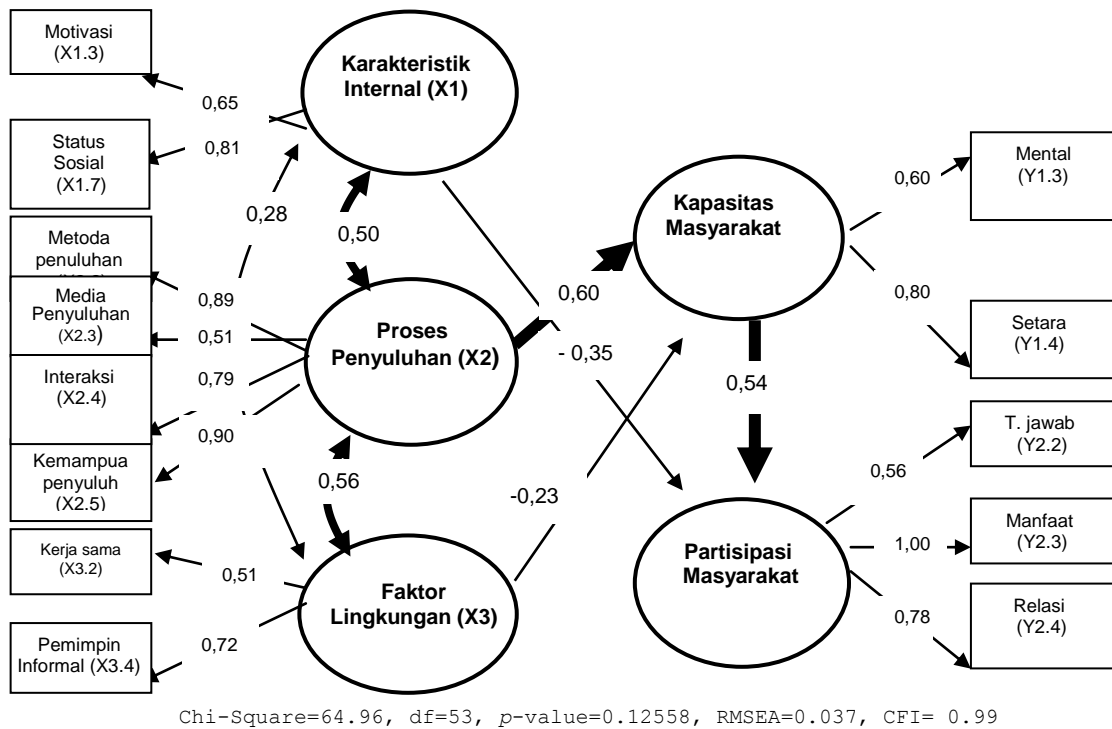 Motivasi
(X1.3)
0,65
Status
Sosial
(X1.7)
0,81
Karakteristik
Internal (X1)
0,28
0,50
Metoda
penuluhan
Media
Penyuluhan
(X2.3)
Interaksi
(X2.4)
Kemampua
penyuluh
(X2.5)
0,89
0,51
0,79
0,90
Proses
Penyuluhan (X2)
0,56
Kerja sama
(X3.2)
0,51
Pemimpin
Informal (X3.4)
0,72
Faktor
Lingkungan (X3)
0,60
- 0,35
-0,23
Kapasitas
Masyarakat
0,54
Partisipasi
Masyarakat
0,60
Mental
(Y1.3)
0,80
Setara
(Y1.4)
0,56
T. jawab
(Y2.2)
1,00
Manfaat
(Y2.3)
0,78
Relasi
(Y2.4)
Chi-Square=64.96, df=53, p-value=0.12558, RMSEA=0.037, CFI= 0.99